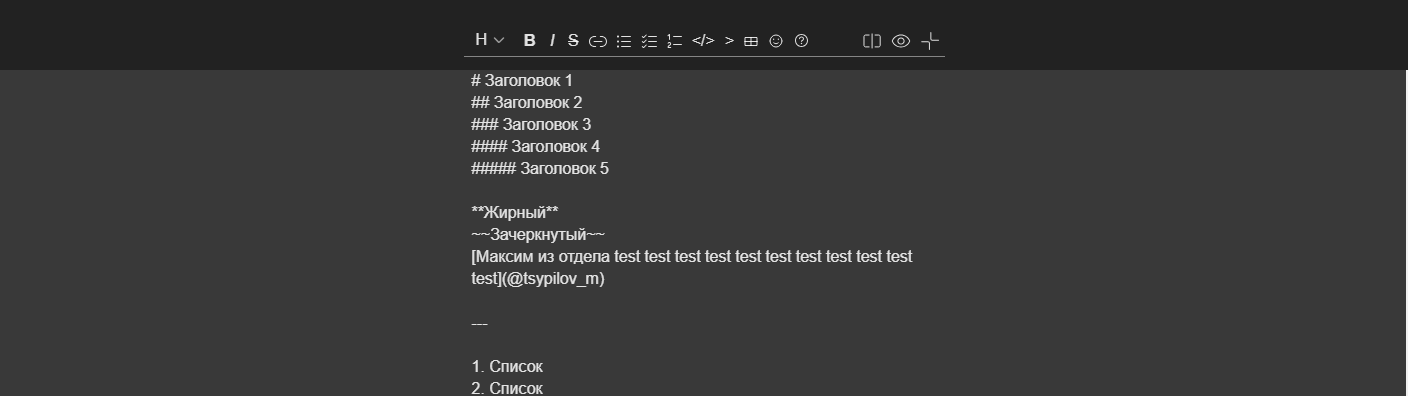 H B I S </> >
# Заголовок 1
## Заголовок 2
### Заголовок 3
#### Заголовок 4
##### Заголовок 5
**Жирный**
~~Зачеркнутый~~
[Максим из отдела test test test test test test test test test test
test](@tsypilov_m)
---
1. Список
2. Список